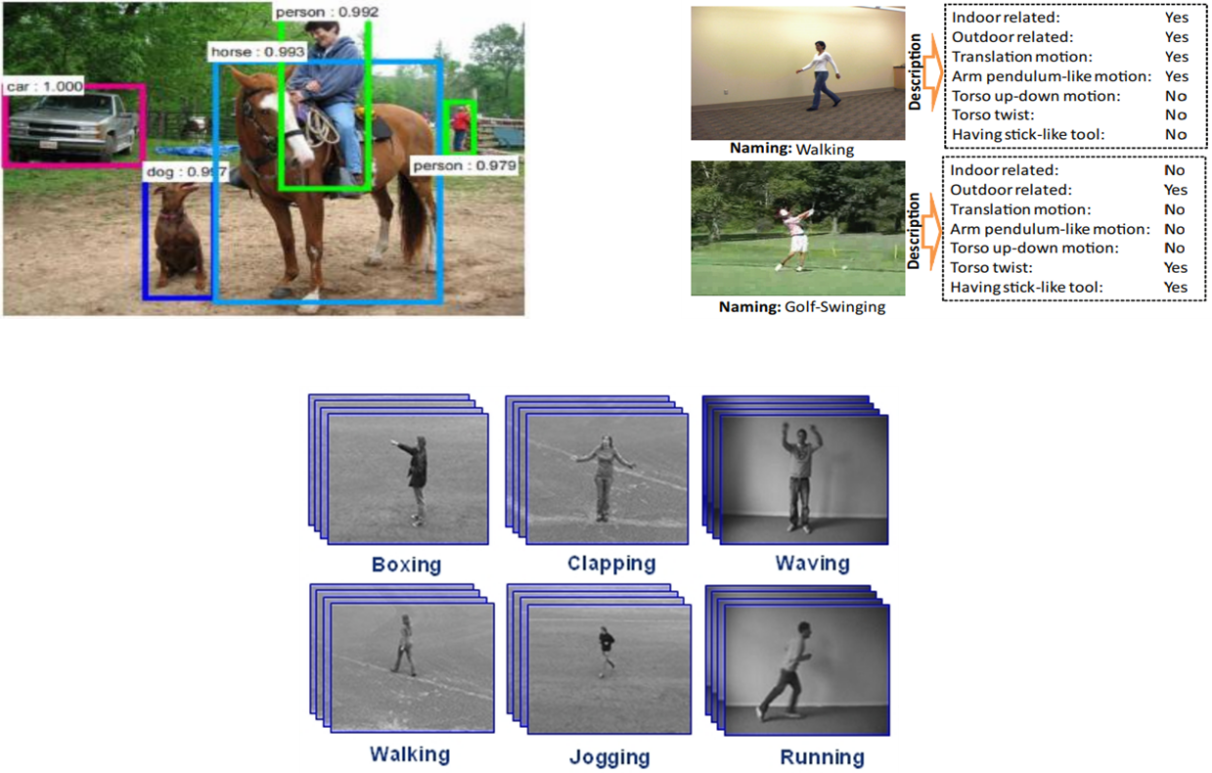 person : 0.992
horse : 0.993
car : 1.000
dog : 0.997
person : 0.979
Description
Indoor related: Yes
Outdoor related: Yes
Translation motion: Yes
Arm pendulum-like motion: Yes
Torso up-down motion: No
Torso twist: No
Having stick-like tool: No
Naming: Walking
Description
Indoor related: No
Outdoor related: Yes
Translation motion: No
Arm pendulum-like motion: No
Torso up-down motion: No
Torso twist: Yes
Having stick-like tool: Yes
Naming: Golf-Swinging
Boxing
Clapping
Waving
Walking
Jogging
Running